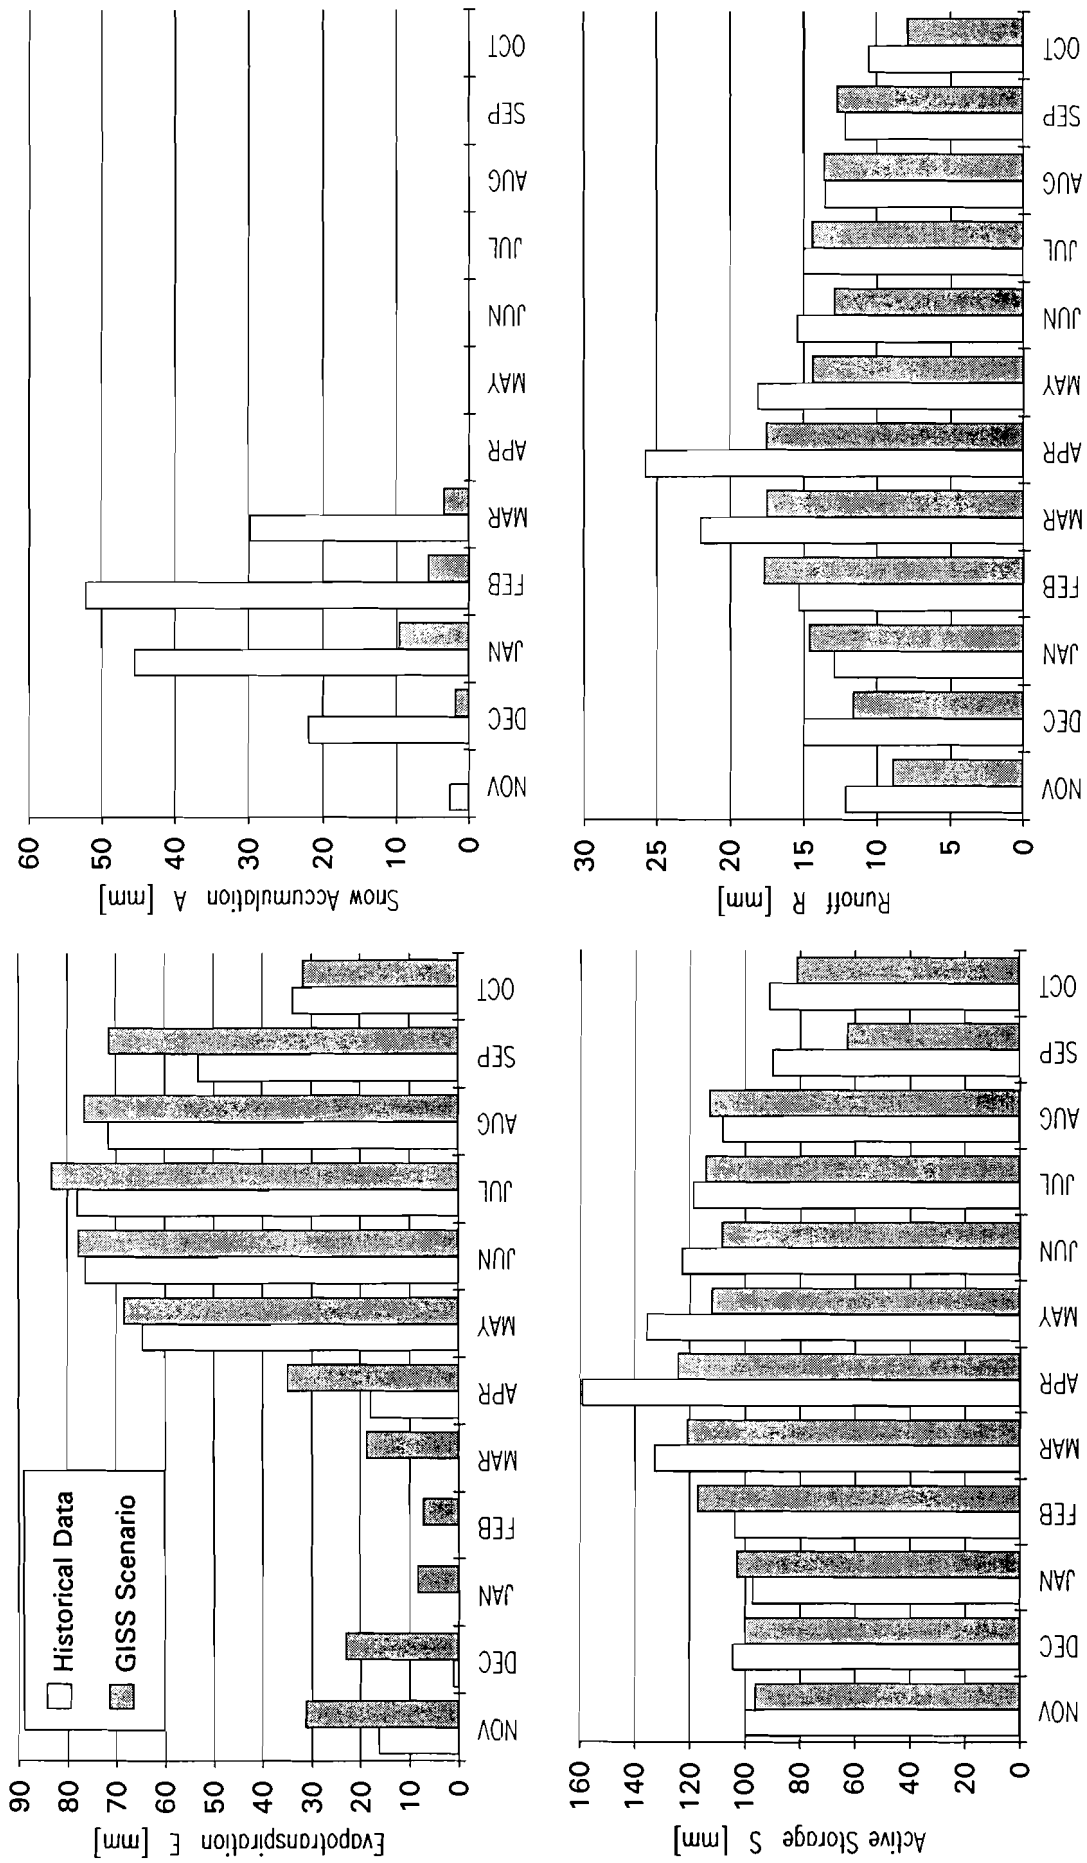 Evapotranspiration E [mm]
90
80
70
60
50
40
30
20
10
0
Historical Data
GISS Scenario
NOV
DEC
JAN
FEB
MAR
APR
MAY
JUN
JUL
AUG
SEP
OCT
Snow Accumulation A [mm]
60
50
40
30
20
10
0
NOV
DEC
JAN
FEB
MAR
APR
MAY
JUN
JUL
AUG
SEP
OCT
Active Storage S [mm]
160
140
120
100
80
60
40
20
0
NOV
DEC
JAN
FEB
MAR
APR
MAY
JUN
JUL
AUG
SEP
OCT
Runoff R [mm]
30
25
20
15
10
5
0
NOV
DEC
JAN
FEB
MAR
APR
MAY
JUN
JUL
AUG
SEP
OCT